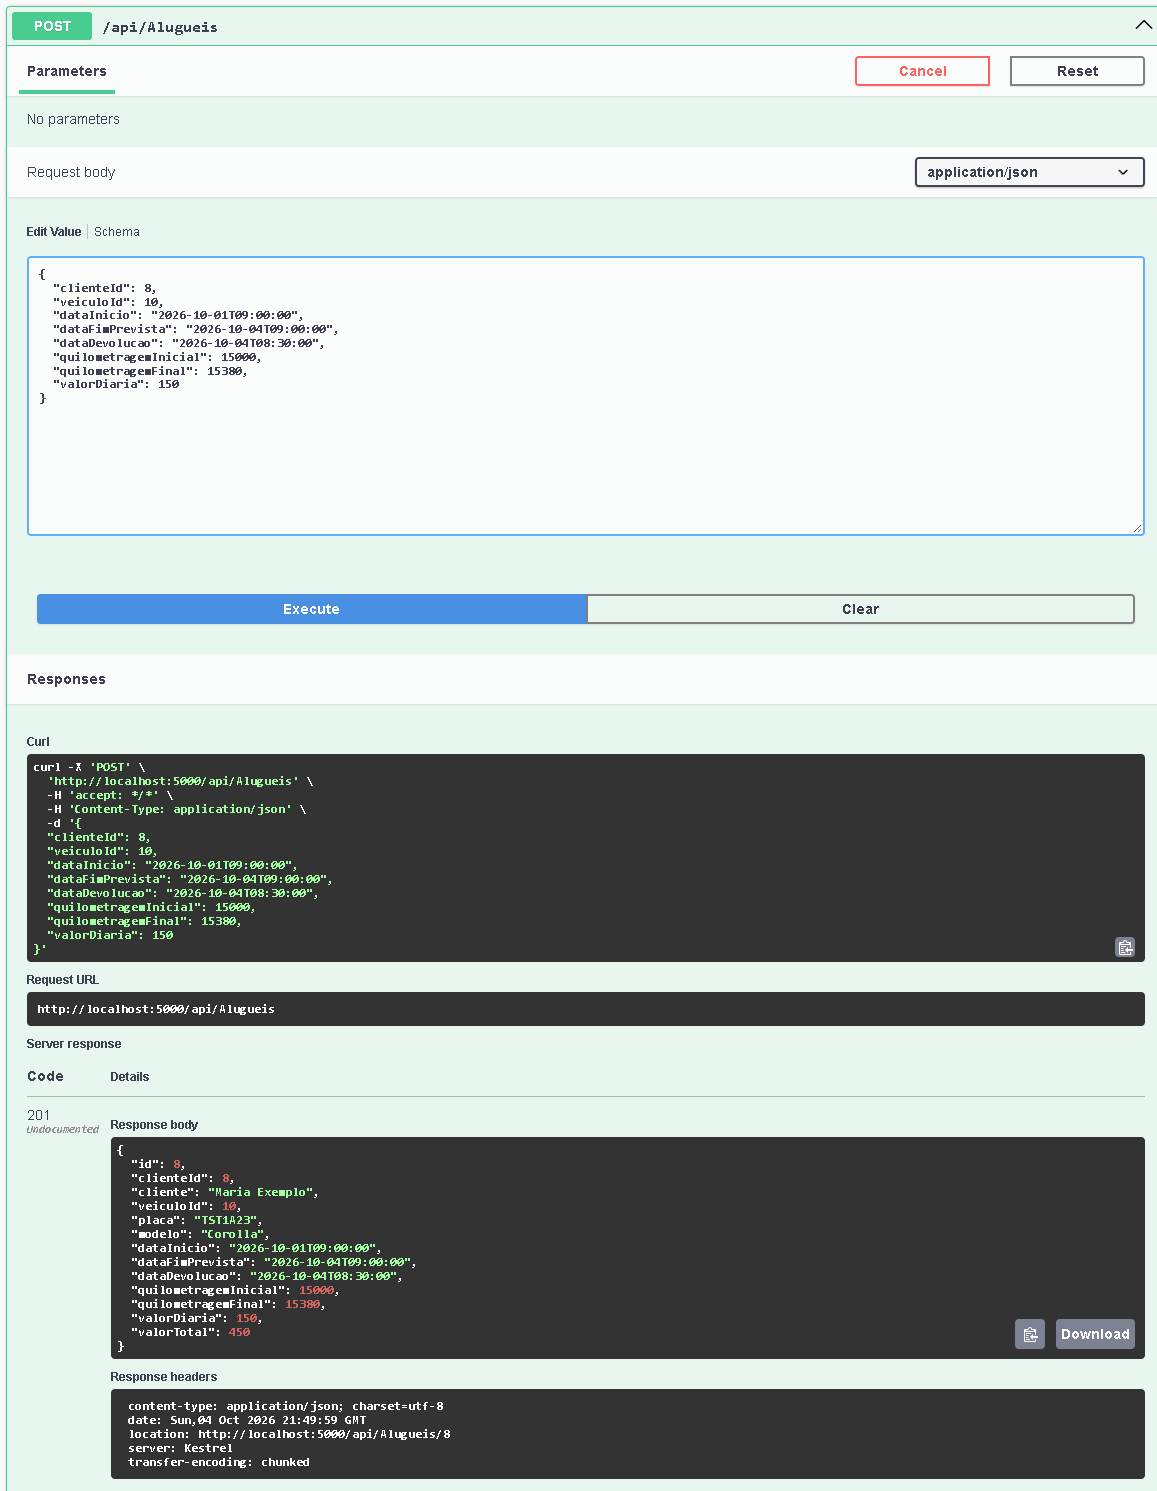 POST /api/Alugueis
Parameters
Cancel
Reset
No parameters
Request body
application/json
Edit Value Schema
{
  "clienteId": 8,
  "veiculoId": 10,
  "dataInicio": "2026-10-01T09:00:00",
  "dataFimPrevista": "2026-10-04T09:00:00",
  "dataDevolucao": "2026-10-04T08:30:00",
  "quilometragemInicial": 15000,
  "quilometragemFinal": 15380,
  "valorDiaria": 150
}
Execute
Clear
Responses
Curl
curl -X 'POST' \
  'http://localhost:5000/api/Alugueis' \
  -H 'accept: */*' \
  -H 'Content-Type: application/json' \
  -d '{
  "clienteId": 8,
  "veiculoId": 10,
  "dataInicio": "2026-10-01T09:00:00",
  "dataFimPrevista": "2026-10-04T09:00:00",
  "dataDevolucao": "2026-10-04T08:30:00",
  "quilometragemInicial": 15000,
  "quilometragemFinal": 15380,
  "valorDiaria": 150
}'
Request URL
http://localhost:5000/api/Alugueis
Server response
Code Details
201
Undocumented
Response body
{
  "id": 8,
  "clienteId": 8,
  "cliente": "Maria Exemplo",
  "veiculoId": 10,
  "placa": "TST1A23",
  "modelo": "Corolla",
  "dataInicio": "2026-10-01T09:00:00",
  "dataFimPrevista": "2026-10-04T09:00:00",
  "dataDevolucao": "2026-10-04T08:30:00",
  "quilometragemInicial": 15000,
  "quilometragemFinal": 15380,
  "valorDiaria": 150,
  "valorTotal": 450
}
Download
Response headers
content-type: application/json; charset=utf-8
date: Sun,04 Oct 2026 21:49:59 GMT
location: http://localhost:5000/api/Alugueis/8
server: Kestrel
transfer-encoding: chunked